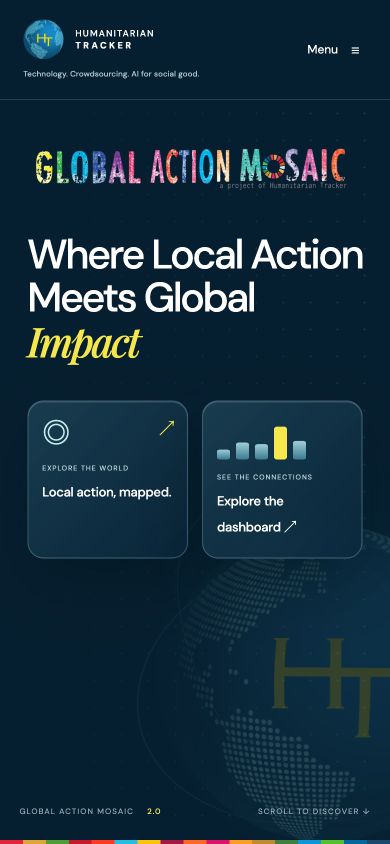 HT
HUMANITARIAN
TRACKER
Menu ≡
Technology. Crowdsourcing. AI for social good.
GLOBAL ACTION MOSAIC
a project of Humanitarian Tracker
Where Local Action
Meets Global
Impact
↗
EXPLORE THE WORLD
Local action, mapped.
SEE THE CONNECTIONS
Explore the
dashboard ↗
HT
GLOBAL ACTION MOSAIC 2.0
SCROLL TO DISCOVER ↓